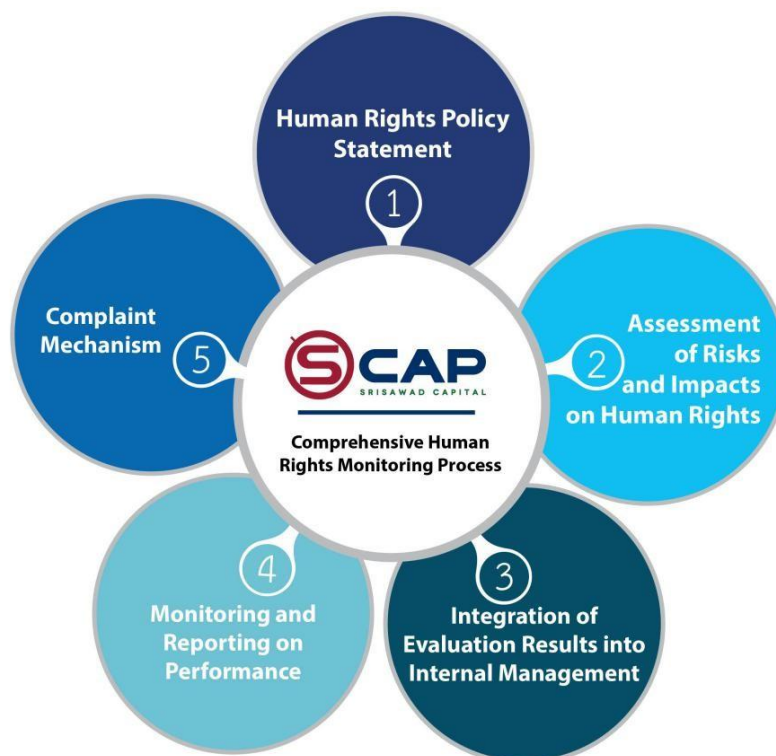 Human Rights Policy
Statement
1
Assessment
of Risks
and Impacts
on Human Rights
2
3
Integration of
Evaluation Results into
Internal Management
4
Monitoring and
Reporting on
Performance
Complaint
Mechanism
5
SCAP
SRISAWAD CAPITAL
Comprehensive Human
Rights Monitoring Process